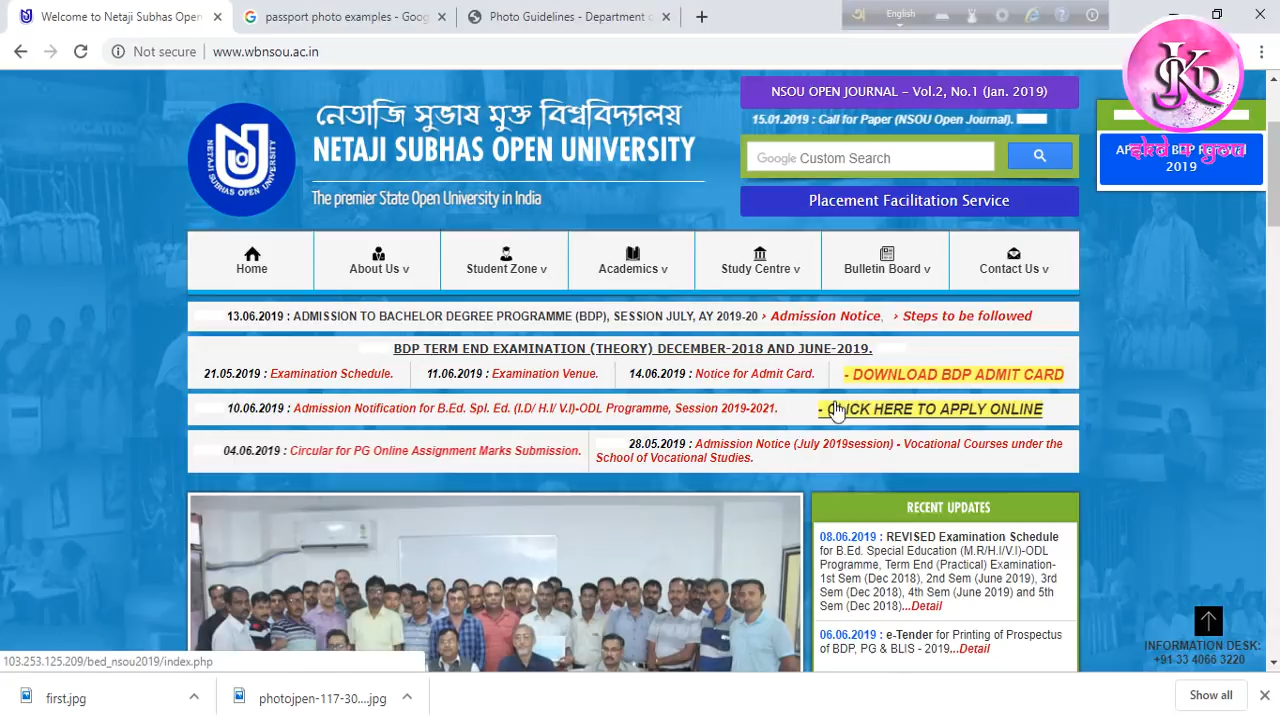 Welcome to Netaji Subhas Open
passport photo examples - Goog
Photo Guidelines - Department o
English
Not secure
www.wbnsou.ac.in
NETAJI SUBHAS OPEN UNIVERSITY
নেতাজি সুভাষ মুক্ত বিশ্ববিদ্যালয়
NETAJI SUBHAS OPEN UNIVERSITY
The premier State Open University in India
NSOU OPEN JOURNAL – Vol.2, No.1 (Jan. 2019)
15.01.2019 : Call for Paper (NSOU Open Journal).
Google Custom Search
Placement Facilitation Service
2019
Home
About Us v
Student Zone v
Academics v
Study Centre v
Bulletin Board v
Contact Us v
13.06.2019 : ADMISSION TO BACHELOR DEGREE PROGRAMME (BDP), SESSION JULY, AY 2019-20 › Admission Notice, › Steps to be followed
BDP TERM END EXAMINATION (THEORY) DECEMBER-2018 AND JUNE-2019.
21.05.2019 : Examination Schedule.
11.06.2019 : Examination Venue.
14.06.2019 : Notice for Admit Card.
- DOWNLOAD BDP ADMIT CARD
10.06.2019 : Admission Notification for B.Ed. Spl. Ed. (I.D/ H.I/ V.I)-ODL Programme, Session 2019-2021.
- CLICK HERE TO APPLY ONLINE
04.06.2019 : Circular for PG Online Assignment Marks Submission.
28.05.2019 : Admission Notice (July 2019session) - Vocational Courses under the
School of Vocational Studies.
RECENT UPDATES
08.06.2019 : REVISED Examination Schedule
for B.Ed. Special Education (M.R/H.I/V.I)-ODL
Programme, Term End (Practical) Examination-
1st Sem (Dec 2018), 2nd Sem (June 2019), 3rd
Sem (Dec 2018), 4th Sem (June 2019) and 5th
Sem (Dec 2018)...Detail
06.06.2019 : e-Tender for Printing of Prospectus
of BDP, PG & BLIS - 2019...Detail
INFORMATION DESK:
+91 33 4066 3220
103.253.125.209/bed_nsou2019/index.php
first.jpg
photojpen-117-30....jpg
Show all